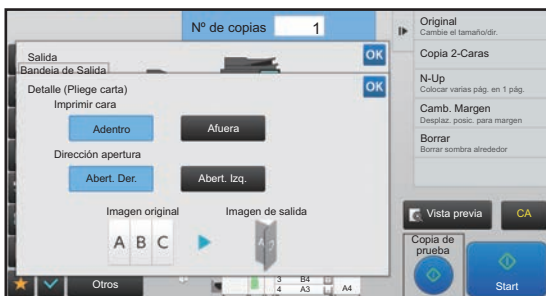 Nº de copias
1
Salida
OK
Bandeja de Salida
Detalle (Pliege carta)
OK
Imprimir cara
Adentro
Afuera
Dirección apertura
Abert. Der.
Abert. Izq.
Imagen original
Imagen de salida
A B C
Otros
3 B4
4 A3
A4
Original
Cambie el tamaño/dir.
Copia 2-Caras
N-Up
Colocar varias pág. en 1 pág.
Camb. Margen
Desplaz. posic. para margen
Borrar
Borrar sombra alrededor
Vista previa
CA
Copia de
prueba
Start